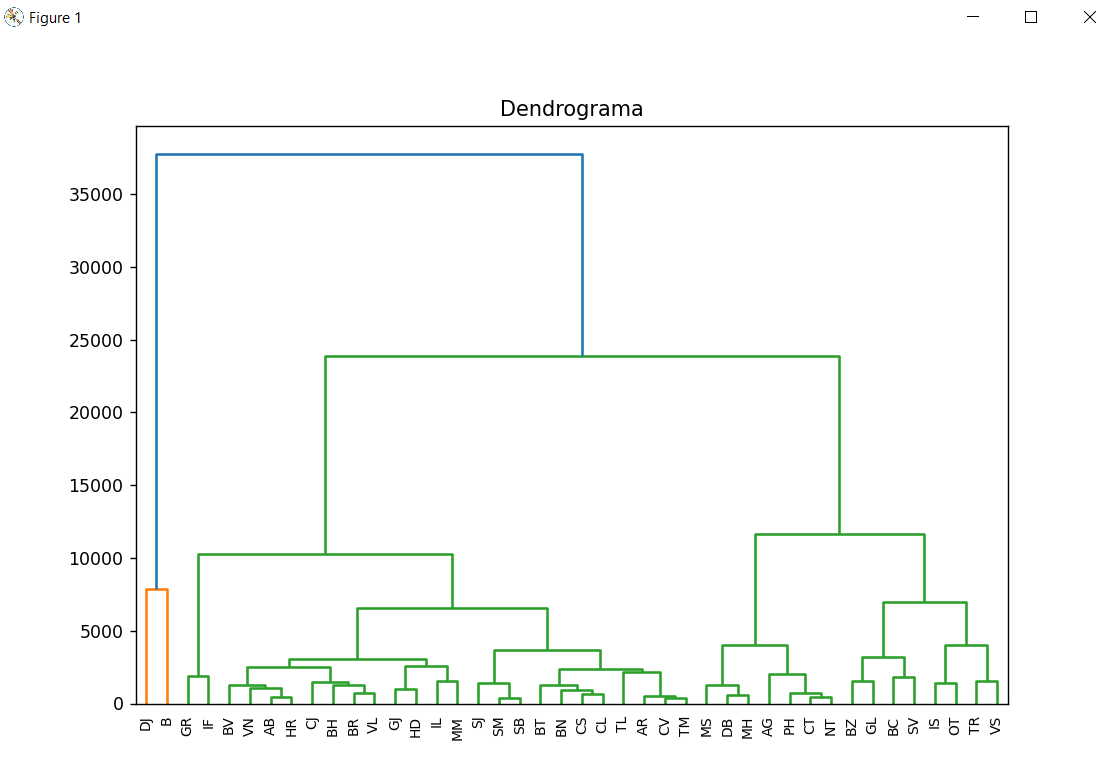 Figure 1
Dendrograma
35000
30000
25000
20000
15000
10000
5000
0
DJ B GR IF BV VN AB HR CJ BH BR VL GJ HD IL MM SJ SM SB BT BN CS CL TL AR CV TM MS DB MH AG PH CT NT BZ GL BC SV IS OT TR VS